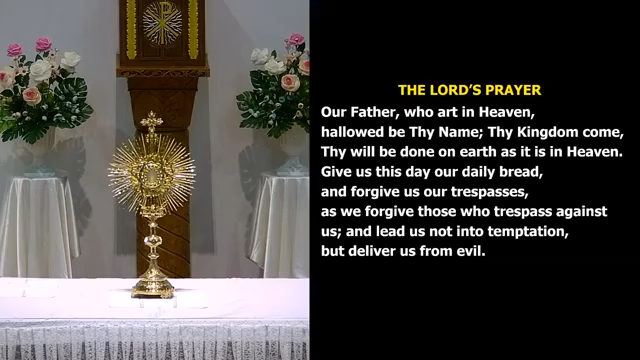 THE LORD'S PRAYER
Our Father, who art in Heaven,
hallowed be Thy Name; Thy Kingdom come,
Thy will be done on earth as it is in Heaven.
Give us this day our daily bread,
and forgive us our trespasses,
as we forgive those who trespass against
us; and lead us not into temptation,
but deliver us from evil.